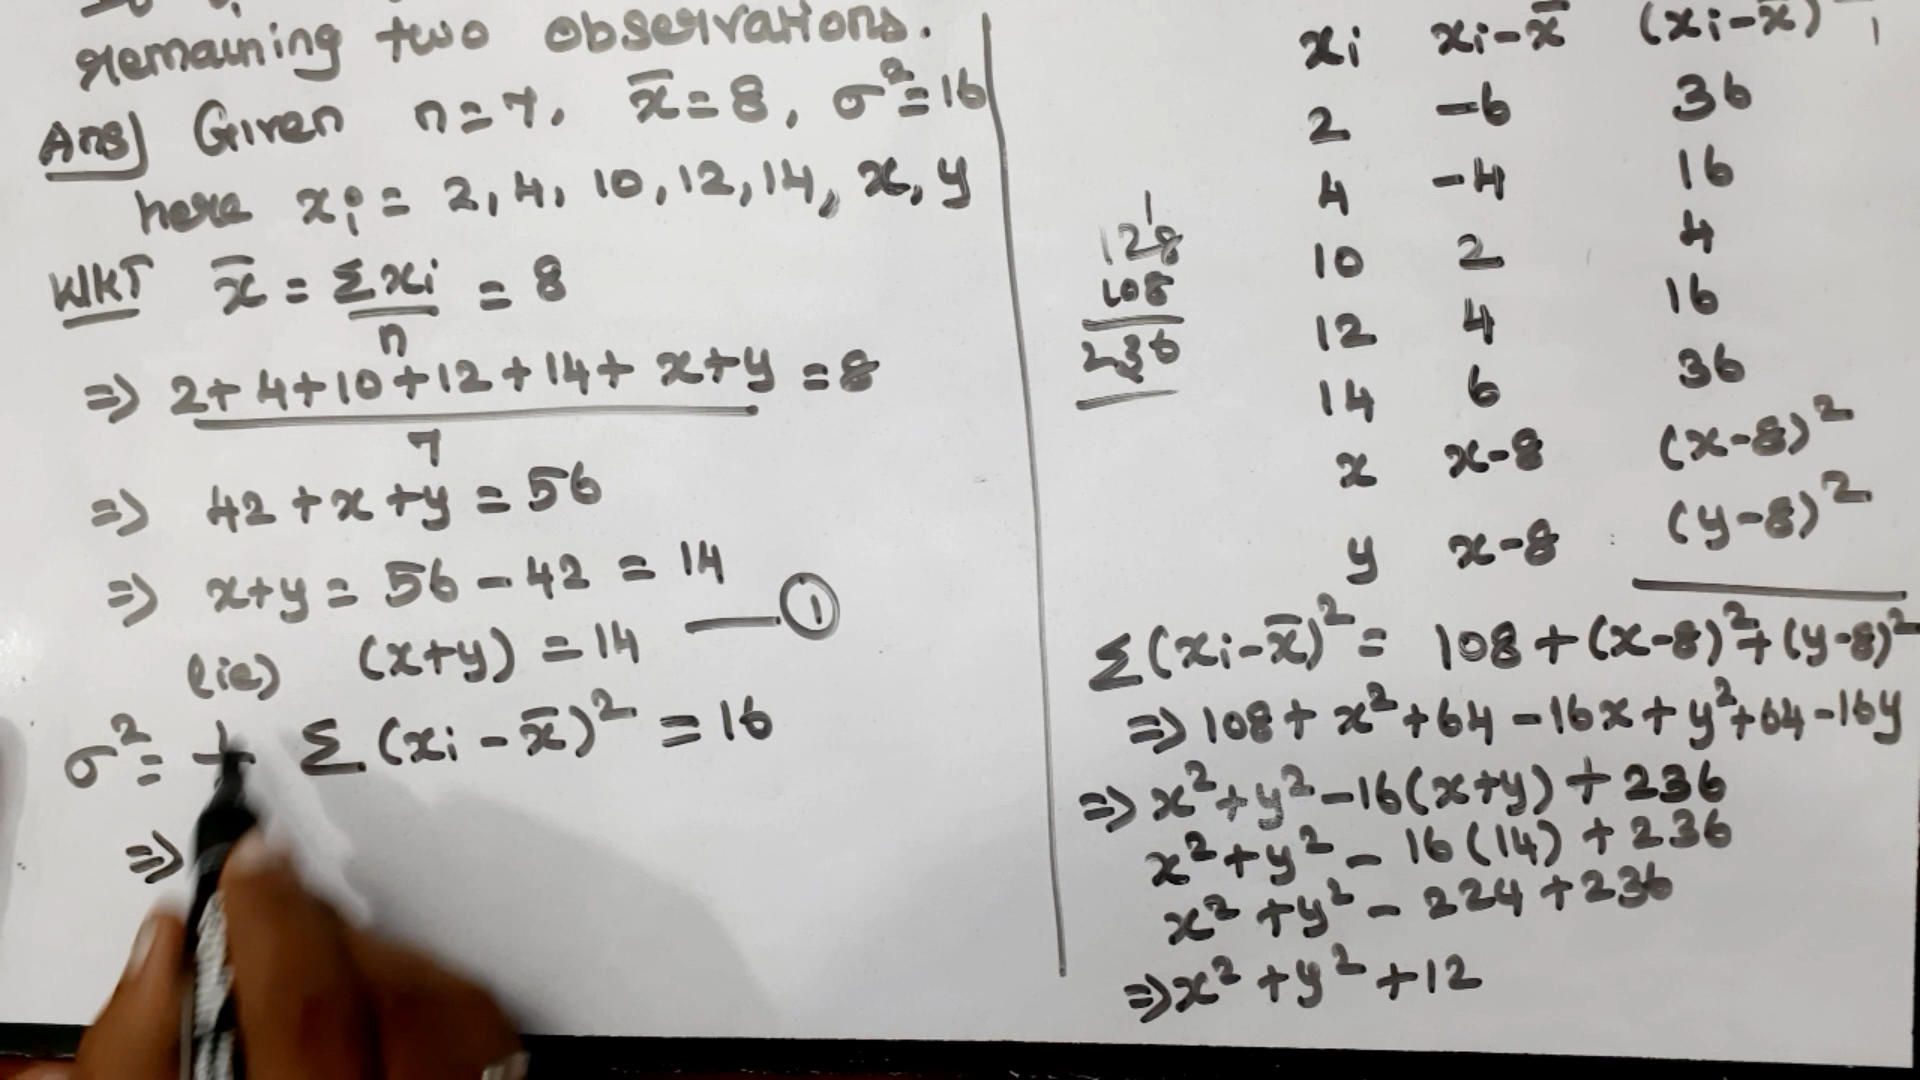 remaining two observations.
Ans) Given n=7, x̅=8, σ²=16
here xi = 2, 4, 10, 12, 14, x, y
WKT x̅ = Σxi/n = 8
=> 2+4+10+12+14+x+y/7 = 8
=> 42+x+y=56
=> x+y = 56-42 = 14
(ie) (x+y) = 14 —①
σ² = Σ(xi-x̅)² = 16
=>
1
128
108
236
xi xi-x̅ (xi-x̅)
2 -6 36
4 -4 16
10 2 4
12 4 16
14 6 36
x x-8 (x-8)²
y x-8 (y-8)²
Σ(xi-x̅)² = 108+(x-8)²+(y-8)²
=> 108+x²+64-16x+y²+64-16y
=> x²+y²-16(x+y)+236
x²+y²-16(14)+236
x²+y²-224+236
=> x²+y²+12